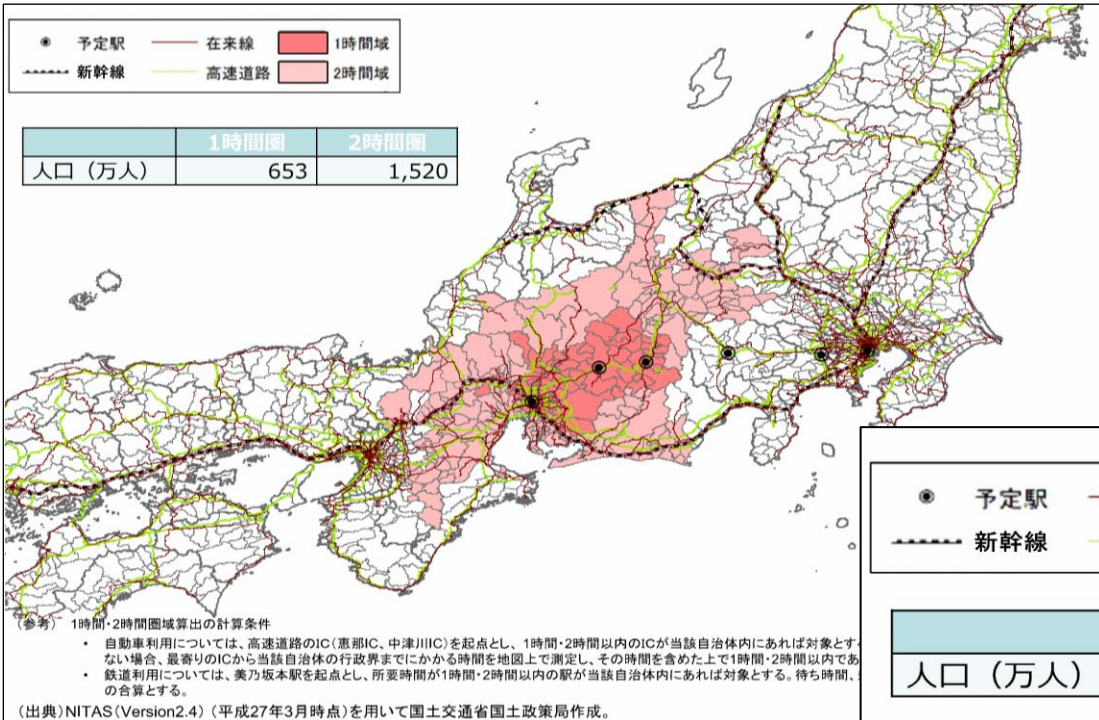 予定駅 在来線 1時間域
新幹線 高速道路 2時間域
1時間圏 2時間圏
人口（万人） 653 1,520
予定駅
新幹線
人口（万人）
（参考） 1時間・2時間圏域算出の計算条件
• 自動車利用については、高速道路のIC（恵那IC、中津川IC）を起点とし、1時間・2時間以内のICが当該自治体内にあれば対象とす
ない場合、最寄りのICから当該自治体の行政界までにかかる時間を地図上で測定し、その時間を含めた上で1時間・2時間以内であ
• 鉄道利用については、美乃坂本駅を起点とし、所要時間が1時間・2時間以内の駅が当該自治体内にあれば対象とする。待ち時間、
の合算とする。
（出典）NITAS（Version2.4）（平成27年3月時点）を用いて国土交通省国土政策局作成。